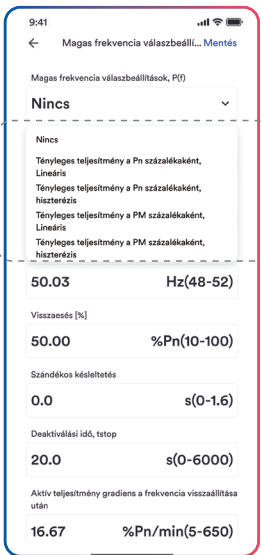 9:41
Magas frekvencia válaszbeállí... Mentés
Magas frekvencia válaszbeállítások, P(f)
Nincs
Nincs
Tényleges teljesítmény a Pn százalékaként,
Lineáris
Tényleges teljesítmény a Pn százalékaként,
hiszterézis
Tényleges teljesítmény a PM százalékaként,
Lineáris
Tényleges teljesítmény a PM százalékaként,
hiszterézis
50.03 Hz(48-52)
Visszaesés [%]
50.00 %Pn(10-100)
Szándékos késleltetés
0.0 s(0-1.6)
Deaktiválási idő, tstop
20.0 s(0-6000)
Aktív teljesítmény gradiens a frekvencia visszaállítása
után
16.67 %Pn/min(5-650)